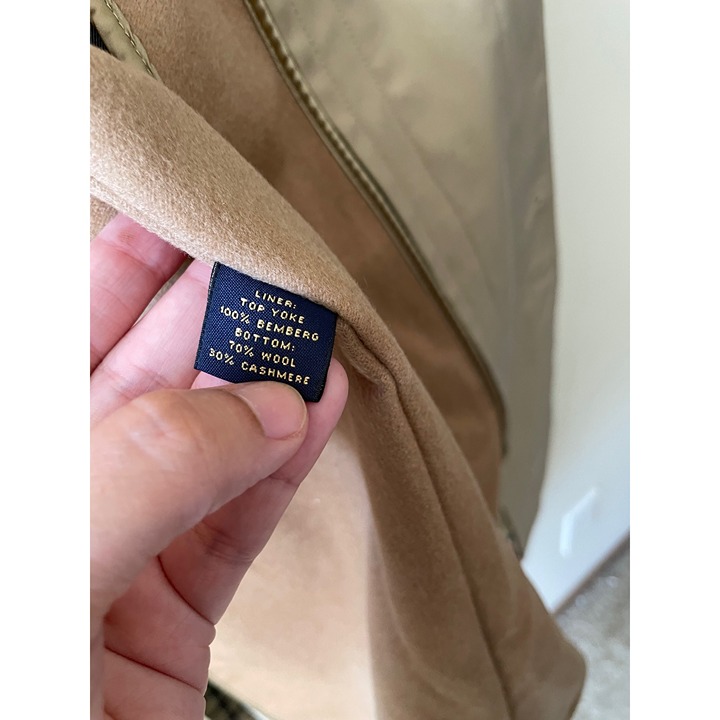 LINER:
TOP YOKE
100% BEMBERG
BOTTOM:
70% WOOL
30% CASHMERE